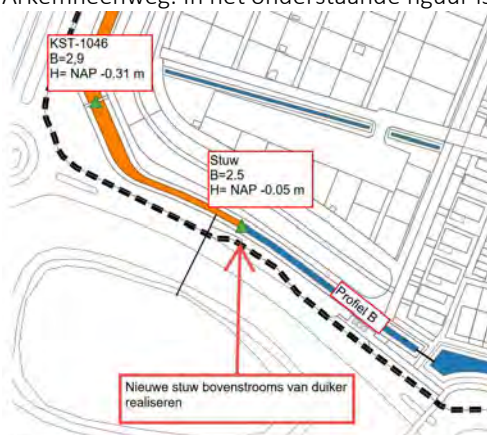 Arkemheenweg. In het onderstaande figuur is
KST-1046
B=2,9
H= NAP -0.31 m
Stuw
B=2.5
H= NAP -0.05 m
Profiel B
Nieuwe stuw bovenstrooms van duiker
realiseren